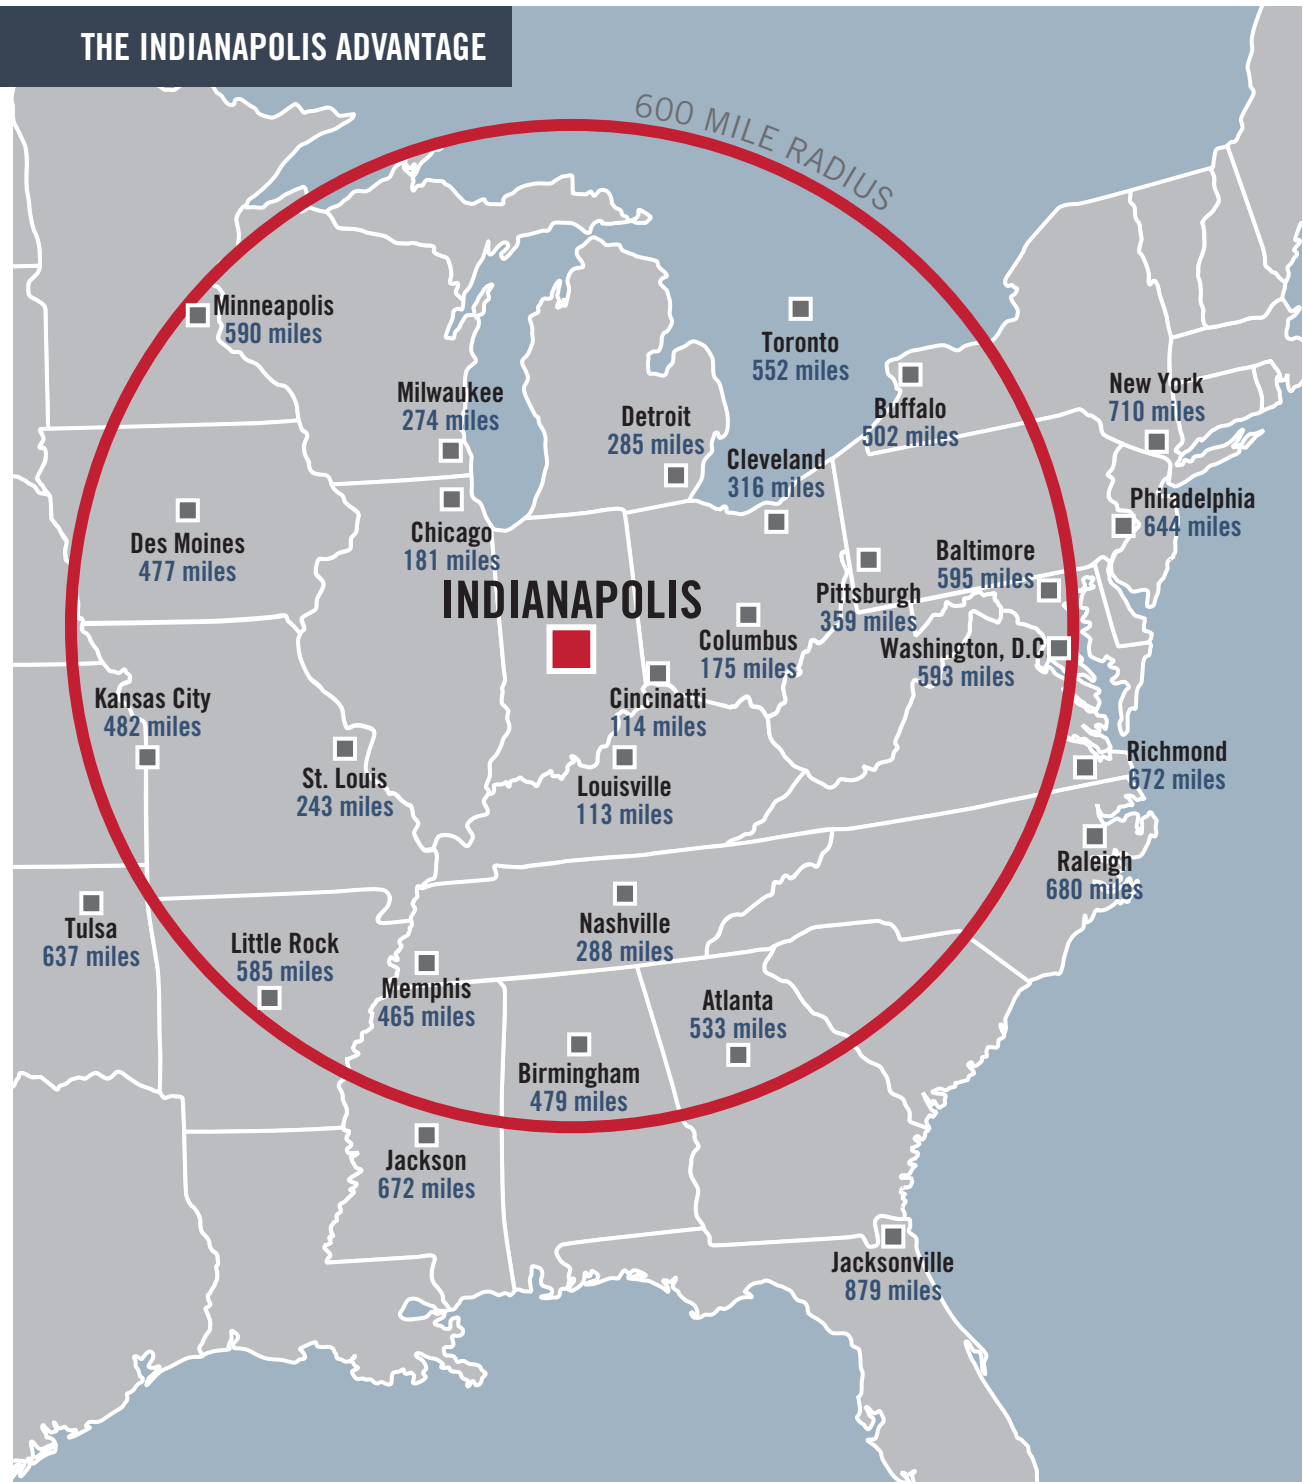 THE INDIANAPOLIS ADVANTAGE
600 MILE RADIUS
Minneapolis
590 miles
Toronto
552 miles
Milwaukee
274 miles
Detroit
285 miles
Buffalo
502 miles
New York
710 miles
Cleveland
316 miles
Philadelphia
644 miles
Des Moines
477 miles
Chicago
181 miles
Baltimore
595 miles
Pittsburgh
359 miles
INDIANAPOLIS
Columbus
175 miles
Washington, D.C
593 miles
Kansas City
482 miles
Cincinatti
114 miles
St. Louis
243 miles
Louisville
113 miles
Richmond
672 miles
Raleigh
680 miles
Tulsa
637 miles
Little Rock
585 miles
Nashville
288 miles
Memphis
465 miles
Atlanta
533 miles
Birmingham
479 miles
Jackson
672 miles
Jacksonville
879 miles